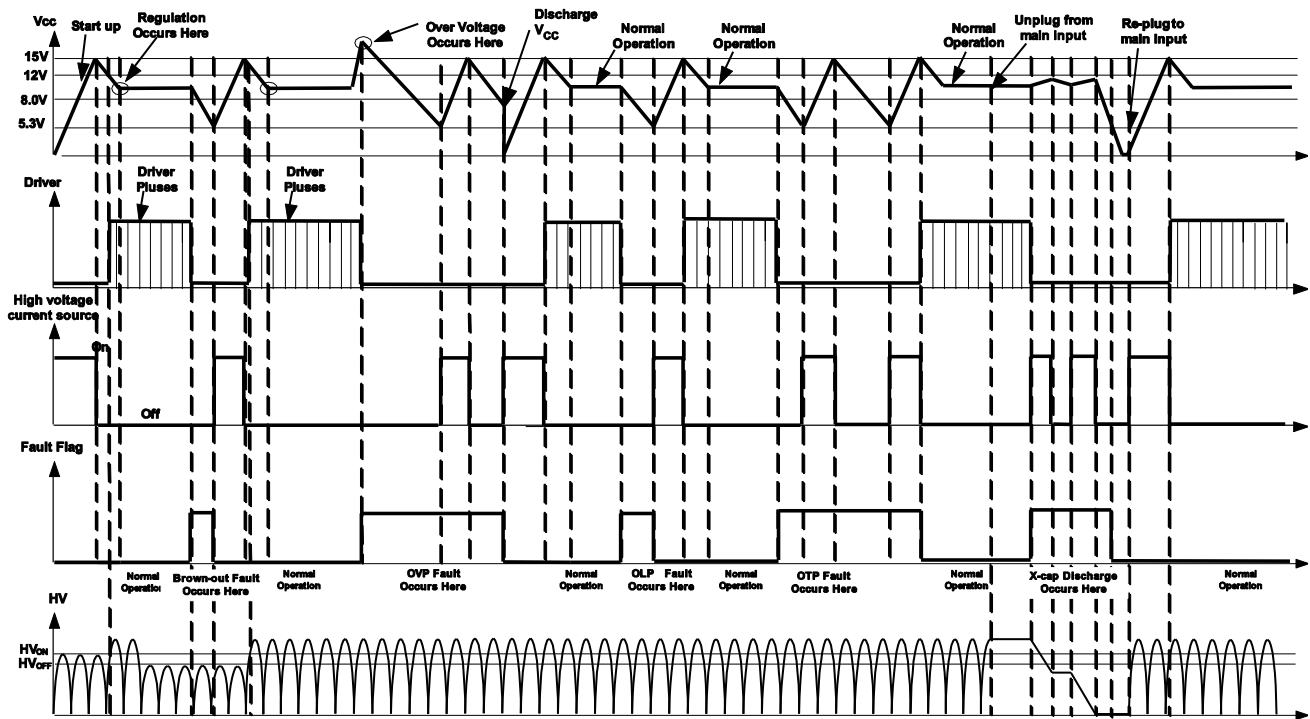 Vcc
Start up
Regulation
Occurs Here
Over Voltage
Occurs Here
Discharge
VCC
Normal
Operation
Normal
Operation
Normal
Operation
Unplug from
main input
Re-plugto
main input
15V
12V
8.0V
5.3V
Driver
Driver
Pluses
Driver
Pluses
High voltage
current source
On
Off
Fault Flag
Normal
Operation
Brown-out Fault
Occurs Here
Normal
Operation
OVP Fault
Occurs Here
Normal
Operation
OLP Fault
Occurs Here
Normal
Operation
OTP Fault
Occurs Here
Normal
Operation
X-cap Discharge
Occurs Here
Normal
Operation
HV
HVON
HVOFF